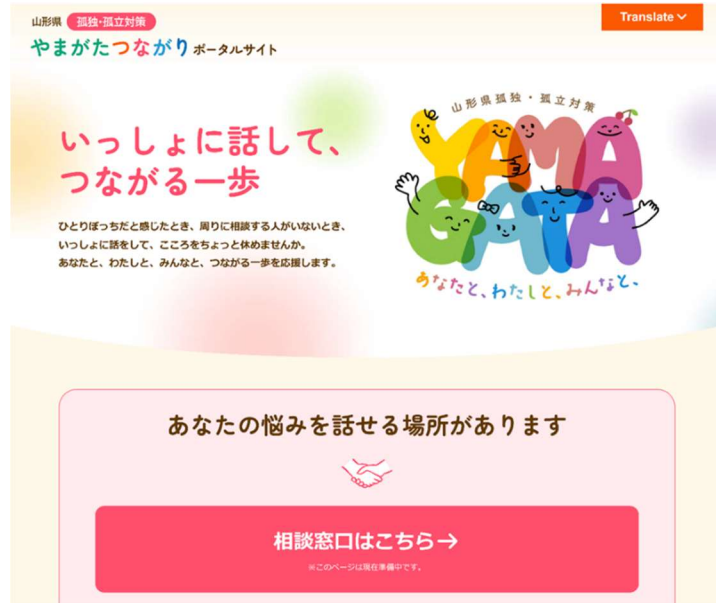 山形県 孤独・孤立対策
やまがたつながりポータルサイト
Translate
いっしょに話して、
つながる一歩
ひとりぼっちだと感じたとき、周りに相談する人がいないとき、
いっしょに話をして、こころをちょっと休めませんか。
あなたと、わたしと、みんなと、つながる一歩を応援します。
山形県孤独・孤立対策
YAMA
GATA
あなたと、わたしと、みんなと、
あなたの悩みを話せる場所があります
相談窓口はこちら→
※このページは現在準備中です。